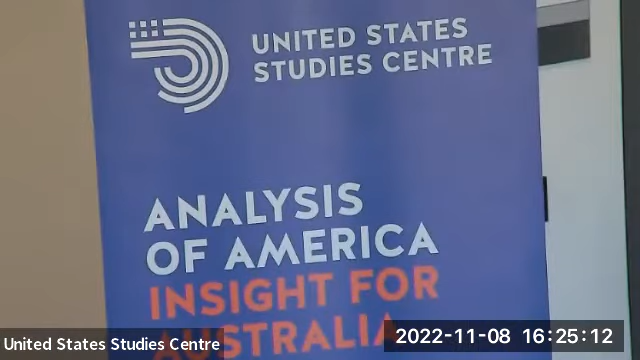 UNITED STATES
STUDIES CENTRE
ANALYSIS
OF AMERICA
INSIGHT FOR
AUSTRALIA
United States Studies Centre
2022-11-08 16:25:12